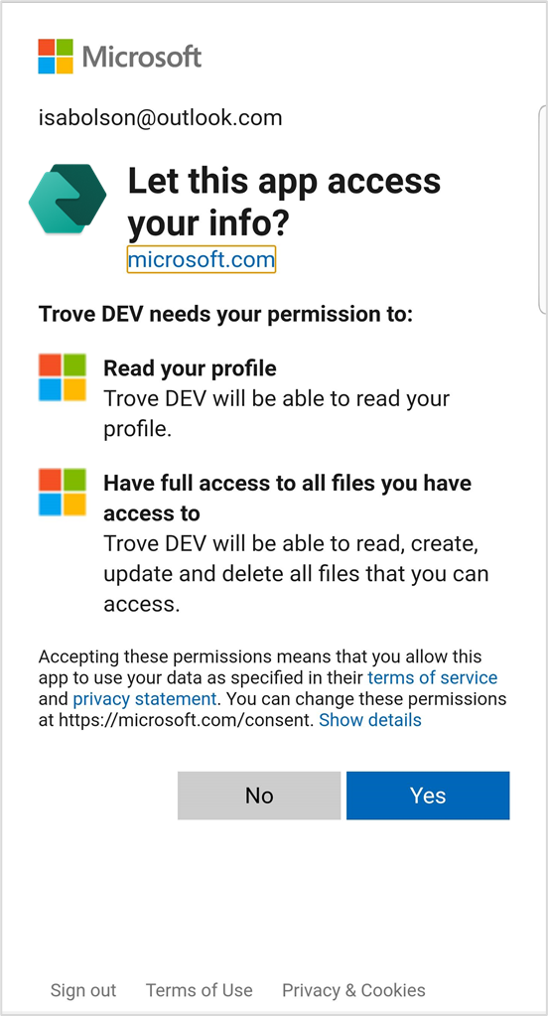 Microsoft
isabolson@outlook.com
Let this app access
your info?
microsoft.com
Trove DEV needs your permission to:
Read your profile
Trove DEV will be able to read your
profile.
Have full access to all files you have
access to
Trove DEV will be able to read, create,
update and delete all files that you can
access.
Accepting these permissions means that you allow this
app to use your data as specified in their terms of service
and privacy statement. You can change these permissions
at https://microsoft.com/consent. Show details
No Yes
Sign out Terms of Use Privacy & Cookies